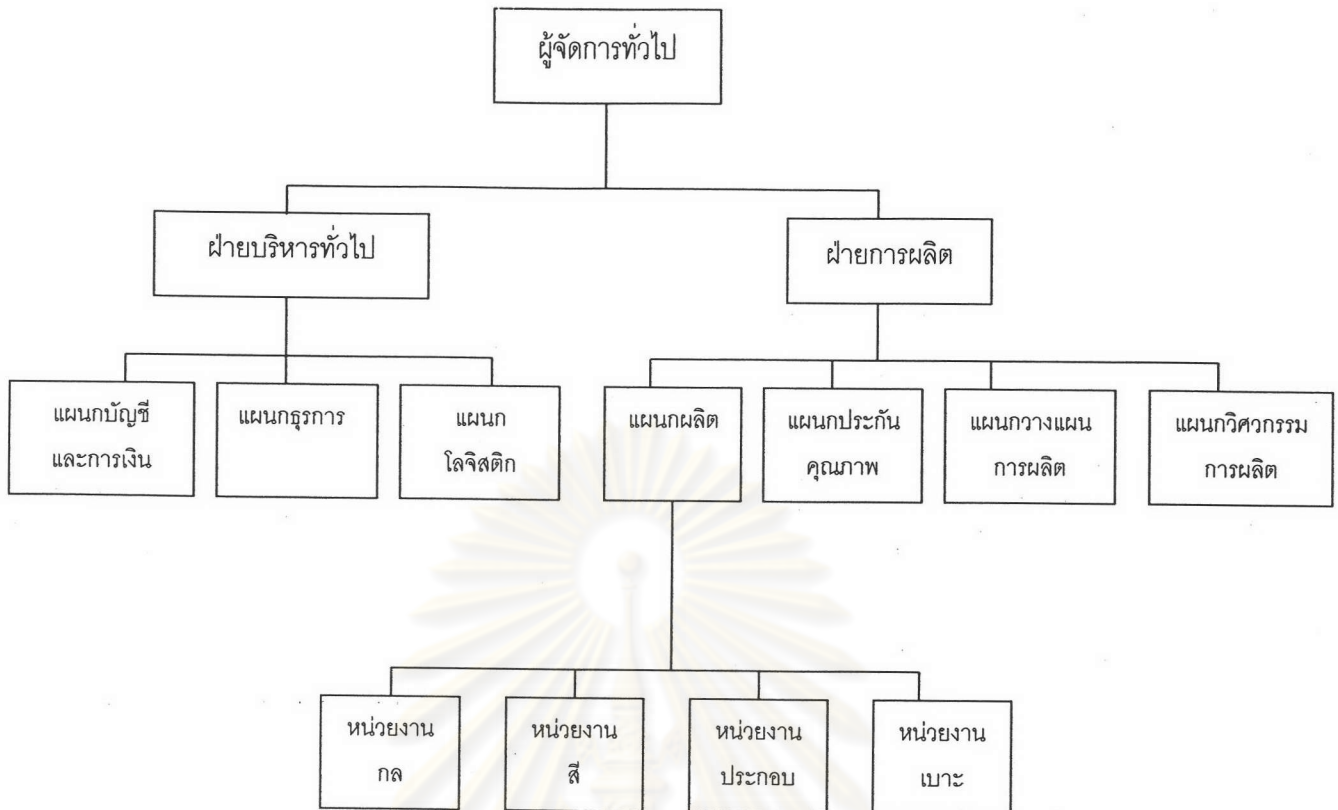 ผู้จัดการทั่วไป
ฝ่ายบริหารทั่วไป
ฝ่ายการผลิต
แผนกบัญชี
และการเงิน
แผนกธุรการ
แผนก
โลจิสติก
แผนกผลิต
แผนกประกัน
คุณภาพ
แผนกวางแผน
การผลิต
แผนกวิศวกรรม
การผลิต
หน่วยงาน
กล
หน่วยงาน
สี
หน่วยงาน
ประกอบ
หน่วยงาน
เบาะ